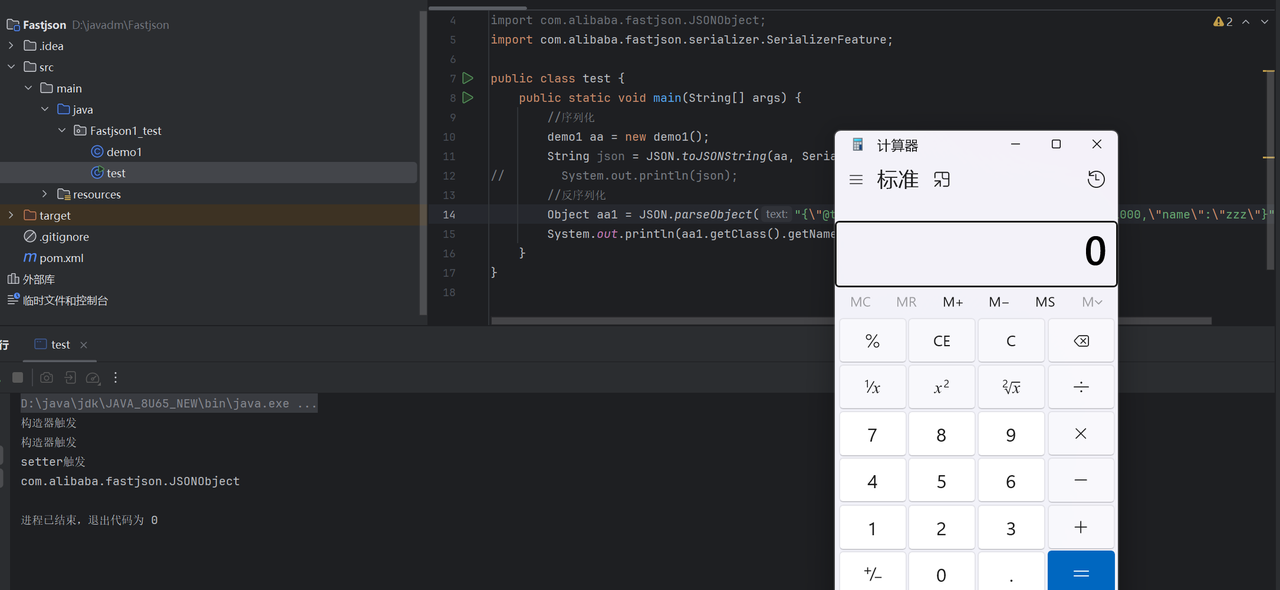 Fastjson D:\javadm\Fastjson
.idea
src
main
java
Fastjson1_test
demo1
test
resources
target
.gitignore
pom.xml
外部库
临时文件和控制台
4 import com.alibaba.fastjson.JSONObject;
5 import com.alibaba.fastjson.serializer.SerializerFeature;
6
7 public class test {
8 public static void main(String[] args) {
9 //序列化
10 demo1 aa = new demo1();
11 String json = JSON.toJSONString(aa, Seria
12 // System.out.println(json);
13 //反序列化
14 Object aa1 = JSON.parseObject( text: "{\"@t 000,\"name\":\"zzz\"}"
15 System.out.println(aa1.getClass().getName
16 }
17 }
18
2
计算器
标准
0
MC MR M+ M− MS M
% CE C
1/x x² ²√x ÷
7 8 9 ×
4 5 6 −
1 2 3 +
+/− 0 . =
行 test
D:\java\jdk\JAVA_8U65_NEW\bin\java.exe ...
构造器触发
构造器触发
setter触发
com.alibaba.fastjson.JSONObject
进程已结束，退出代码为 0